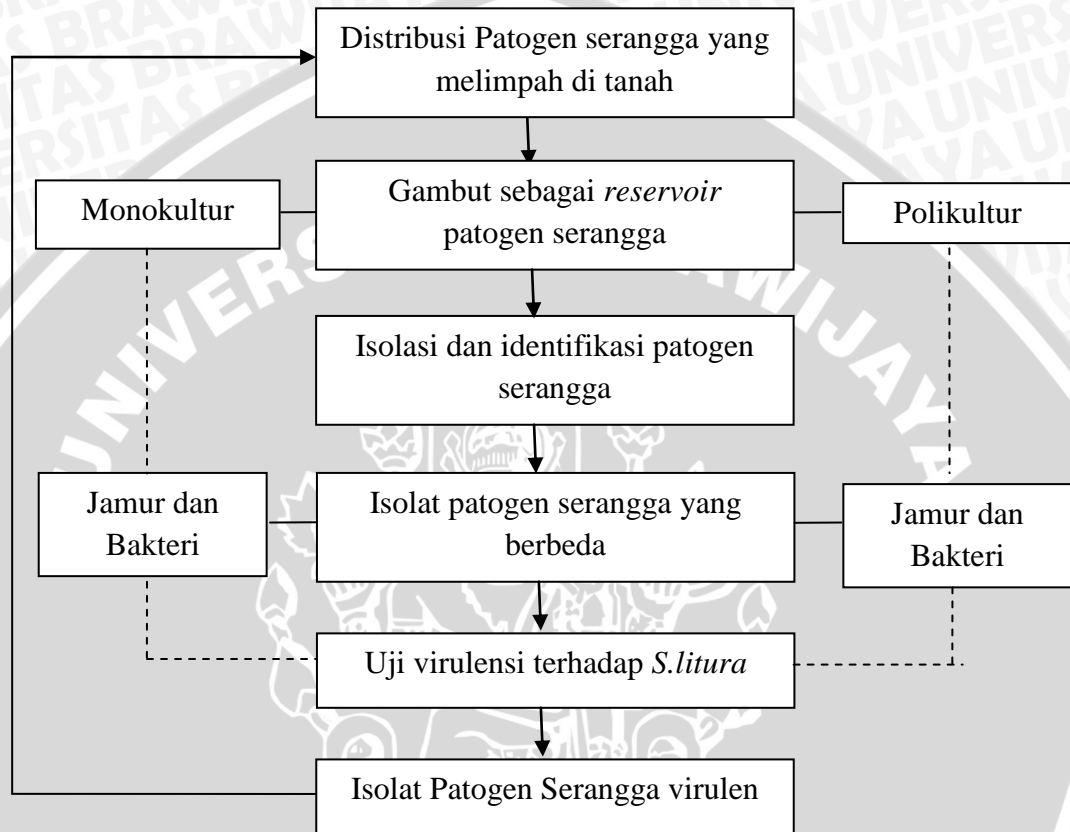 Distribusi Patogen serangga yang
melimpah di tanah
Monokultur
Gambut sebagai reservoir
patogen serangga
Polikultur
Isolasi dan identifikasi patogen
serangga
Jamur dan
Bakteri
Isolat patogen serangga yang
berbeda
Jamur dan
Bakteri
Uji virulensi terhadap S.litura
Isolat Patogen Serangga virulen